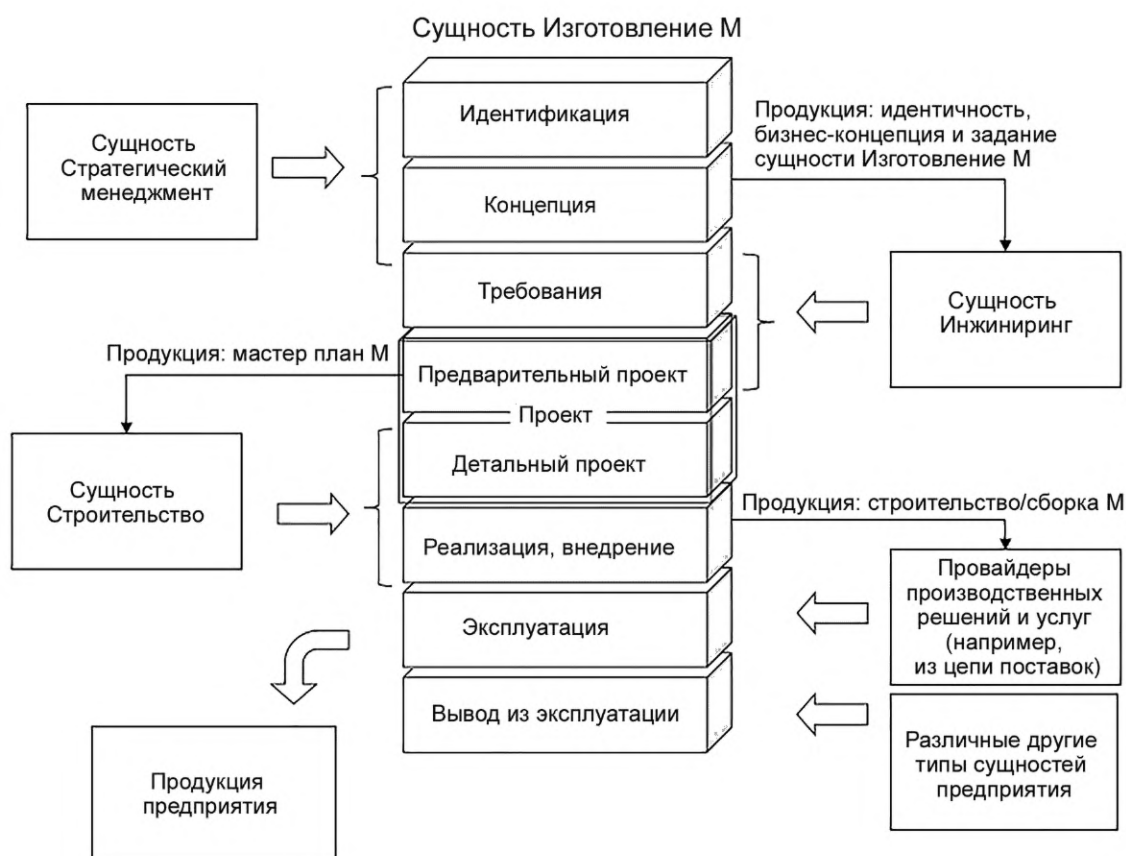 Сущность Изготовление М
Идентификация
Сущность
Стратегический
менеджмент
Продукция: идентичность,
бизнес-концепция и задание
сущности Изготовление М
Концепция
Требования
Сущность
Инжиниринг
Продукция: мастер план М
Предварительный проект
Проект
Детальный проект
Сущность
Строительство
Продукция: строительство/сборка М
Реализация, внедрение
Провайдеры
производственных
решений и услуг
(например,
из цепи поставок)
Эксплуатация
Вывод из эксплуатации
Различные другие
типы сущностей
предприятия
Продукция
предприятия